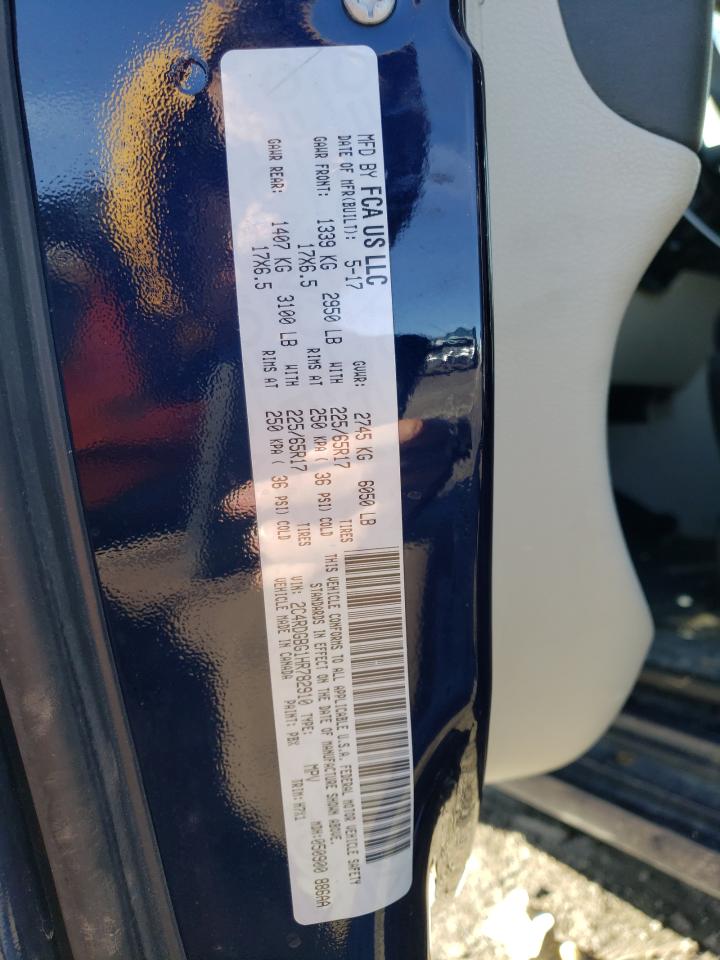 MFD BY FCA US LLC
DATE OF MFR(BUILT): 5-17 GVWR: 2745 KG 6050 LB
GAWR FRONT: 1339 KG 2950 LB WITH 225/65R17 TIRES
17X6.5 RIMS AT 250 KPA ( 36 PSI) COLD
GAWR REAR: 1407 KG 3100 LB WITH 225/65R17 TIRES
17X6.5 RIMS AT 250 KPA ( 36 PSI) COLD
THIS VEHICLE CONFORMS TO ALL APPLICABLE U.S.A. FEDERAL MOTOR VEHICLE SAFETY
STANDARDS IN EFFECT ON THE DATE OF MANUFACTURE SHOWN ABOVE.
VIN: 2C4RDGBG1HR782910 TYPE: MPV MDH:050900 886AA
VEHICLE MADE IN CANADA PAINT: PBX TRIM: